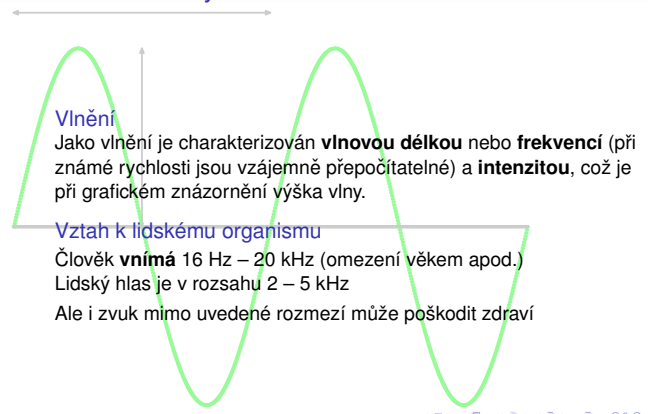 Vlnění
Jako vlnění je charakterizován vlnovou délkou nebo frekvencí (při
známé rychlosti jsou vzájemně přepočítatelné) a intenzitou, což je
při grafickém znázornění výška vlny.
Vztah k lidskému organismu
Člověk vnímá 16 Hz – 20 kHz (omezení věkem apod.)
Lidský hlas je v rozsahu 2 – 5 kHz
Ale i zvuk mimo uvedené rozmezí může poškodit zdraví